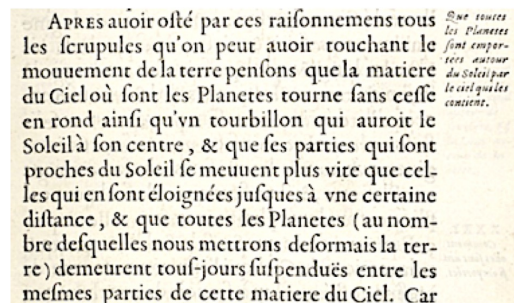 APRES auoir oſté par ces raiſonnemens tous
les ſcrupules qu'on peut auoir touchant le
mouuement de la terre penſons que la matiere
du Ciel où ſont les Planetes tourne ſans ceſſe
en rond ainſi qu'vn tourbillon qui auroit le
Soleil à ſon centre, & que ſes parties qui ſont
proches du Soleil ſe meuuent plus vite que cel-
les qui en ſont éloignées juſques à vne certaine
diſtance, & que toutes les Planetes (au nom-
bre deſquelles nous mettrons deſormais la ter-
re) demeurent touſ-jours ſuſpenduës entre les
meſmes parties de cette matiere du Ciel. Car
Que toutes
les Planetes
ſont empor-
tées autour
du Soleil par
le ciel qui les
contient.